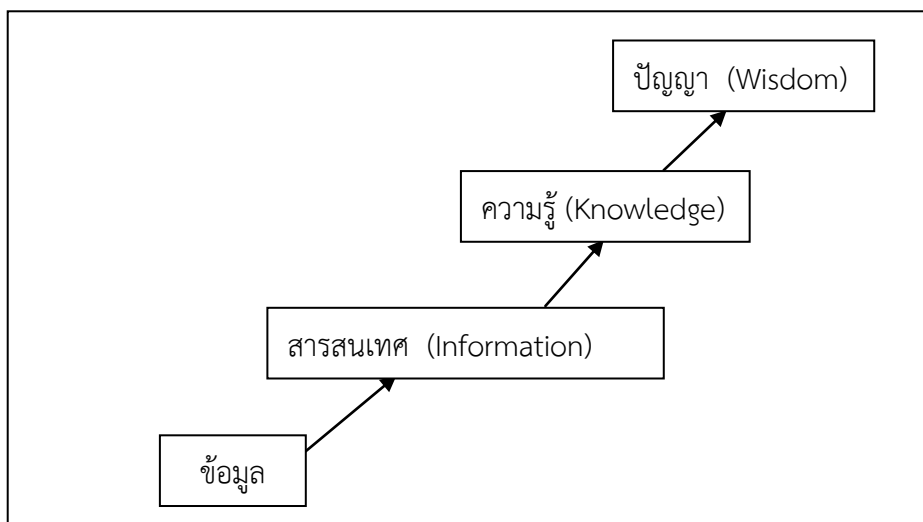 ปัญญา (Wisdom)
ความรู้ (Knowledge)
สารสนเทศ (Information)
ข้อมูล